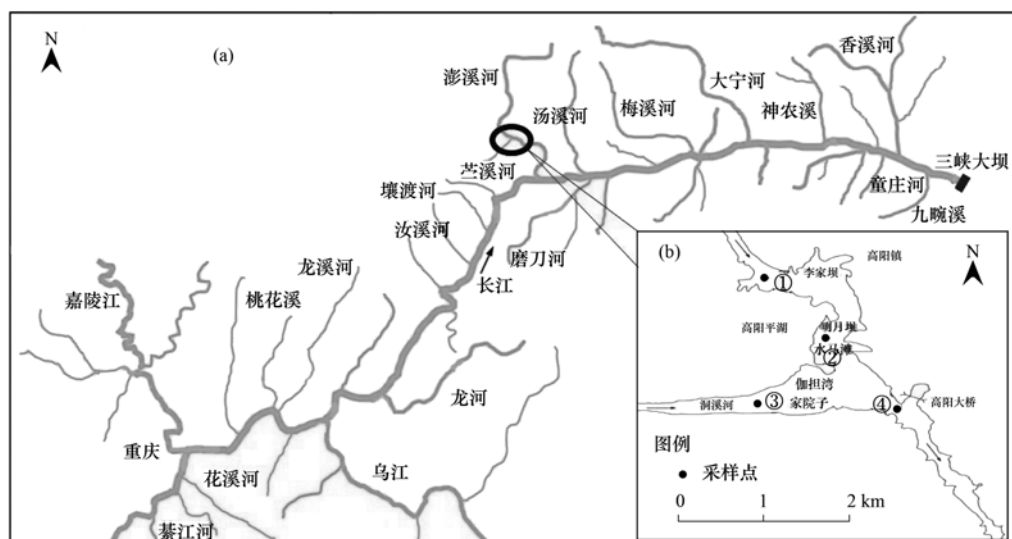 N
(a)
澎溪河
汤溪河
梅溪河
大宁河
神农溪
香溪河
三峡大坝
童庄河
九畹溪
苎溪河
壤渡河
汝溪河
磨刀河
长江
龙溪河
桃花溪
嘉陵江
龙河
重庆
花溪河
乌江
綦江河
(b)
N
高阳镇
李家坝
①
高阳平湖
明月坝
水马滩
②
伽担湾
洞溪河
③
家院子
④
高阳大桥
图例
● 采样点
0 1 2 km